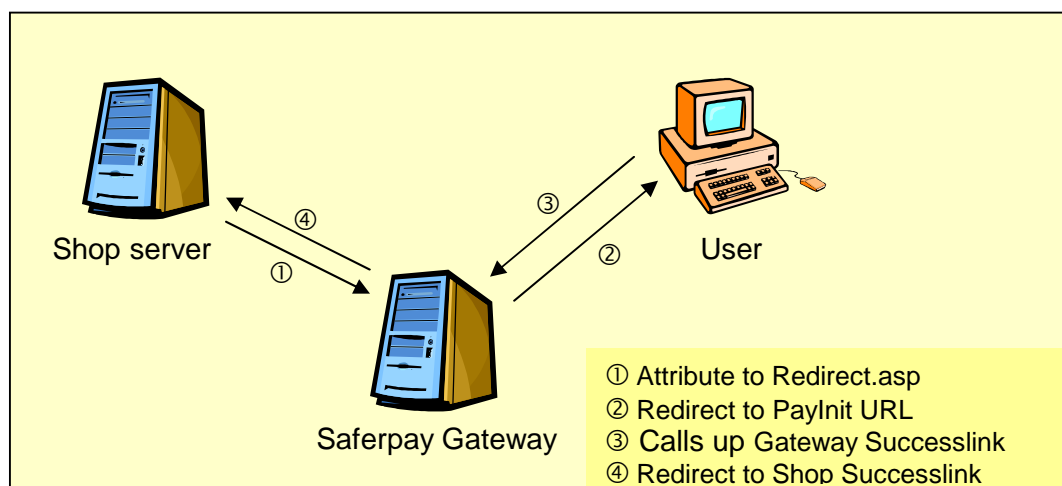 ③
④
Shop server
User
①
②
Saferpay Gateway
① Attribute to Redirect.asp
② Redirect to PayInit URL
③ Calls up Gateway Successlink
④ Redirect to Shop Successlink